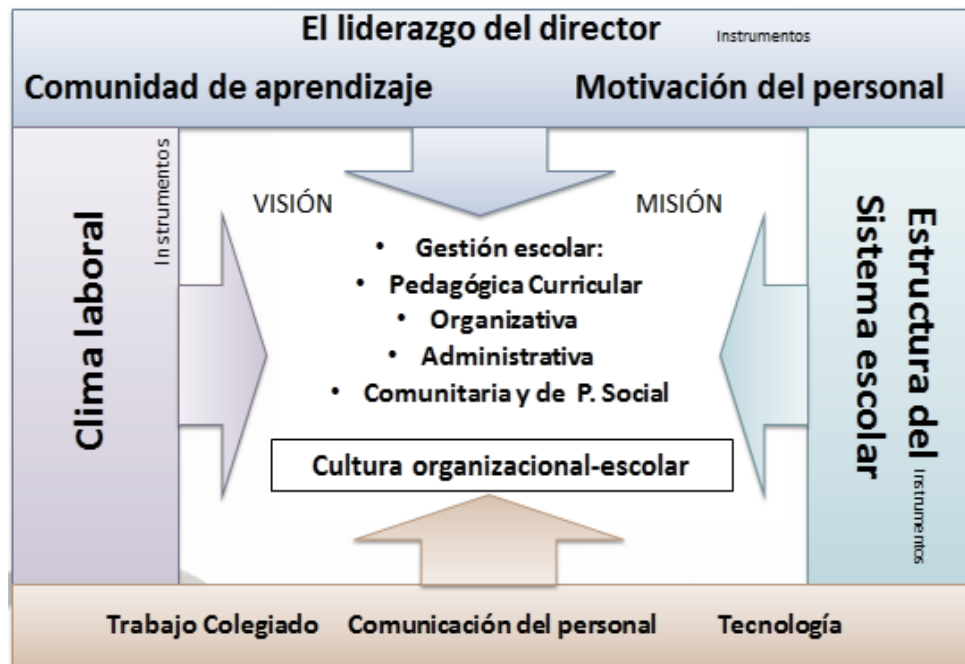 El liderazgo del director
Instrumentos
Comunidad de aprendizaje
Motivación del personal
Clima laboral
Instrumentos
VISIÓN
MISIÓN
• Gestión escolar:
• Pedagógica Curricular
• Organizativa
• Administrativa
• Comunitaria y de P. Social
Cultura organizacional-escolar
Estructura del
Sistema escolar
Instrumentos
Trabajo Colegiado
Comunicación del personal
Tecnología